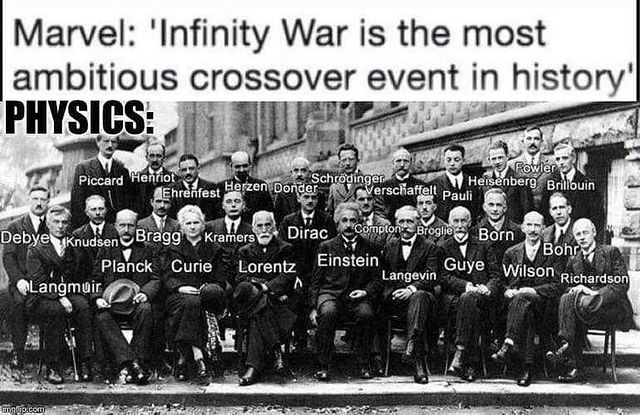 Marvel: 'Infinity War is the most
ambitious crossover event in history'
PHYSICS:
Piccard Henriot Ehrenfest Herzen Donder Schrodinger Verschaffelt Pauli Heisenberg Fowler Brillouin
Debye Knudsen Bragg Kramers Dirac Compton Broglie Born Bohr
Langmuir Planck Curie Lorentz Einstein Langevin Guye Wilson Richardson
imgflip.com